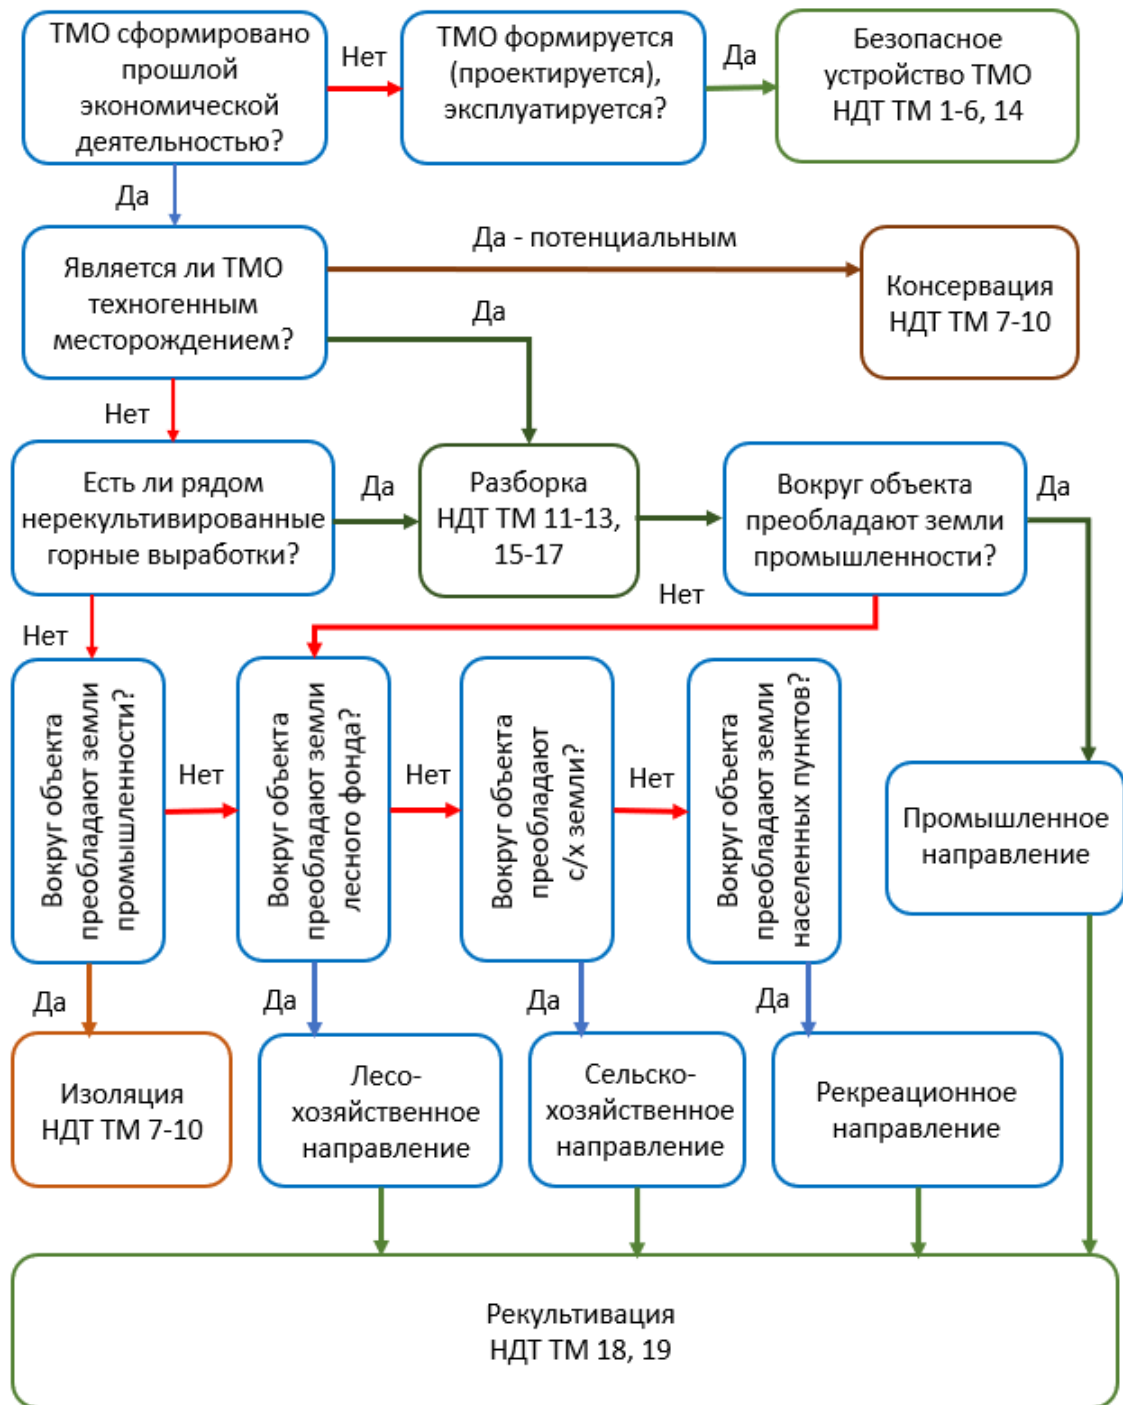 ТМО сформировано
прошлой
экономической
деятельностью?
Нет
ТМО формируется
(проектируется),
эксплуатируется?
Да
Безопасное
устройство ТМО
НДТ ТМ 1-6, 14
Да
Является ли ТМО
техногенным
месторождением?
Да - потенциальным
Консервация
НДТ ТМ 7-10
Да
Нет
Есть ли рядом
нерекультивированные
горные выработки?
Да
Разборка
НДТ ТМ 11-13,
15-17
Вокруг объекта
преобладают земли
промышленности?
Да
Нет
Нет
Вокруг объекта
преобладают земли
промышленности?
Нет
Вокруг объекта
преобладают земли
лесного фонда?
Нет
Вокруг объекта
преобладают
с/х земли?
Нет
Вокруг объекта
преобладают земли
населенных пунктов?
Промышленное
направление
Да
Да
Да
Да
Изоляция
НДТ ТМ 7-10
Лесо-
хозяйственное
направление
Сельско-
хозяйственное
направление
Рекреационное
направление
Рекультивация
НДТ ТМ 18, 19